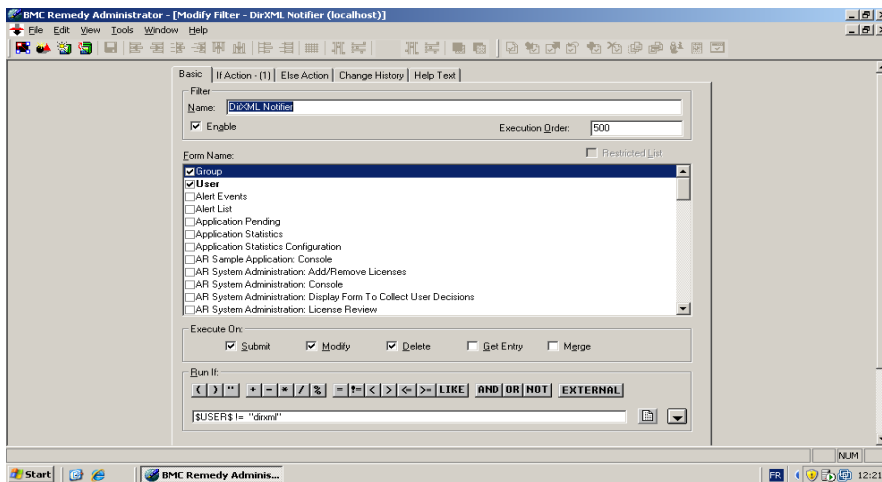 BMC Remedy Administrator - [Modify Filter - DirXML Notifier (localhost)]
File Edit View Tools Window Help
Basic If Action - (1) Else Action Change History Help Text
Filter
Name: DirXML Notifier
Enable Execution Order: 500
Form Name: Restricted List
Group
User
Alert Events
Alert List
Application Pending
Application Statistics
Application Statistics Configuration
AR Sample Application: Console
AR System Administration: Add/Remove Licenses
AR System Administration: Console
AR System Administration: Display Form To Collect User Decisions
AR System Administration: License Review
Execute On:
Submit Modify Delete Get Entry Merge
Run If:
( ) " + - * / % = != < > <= >= LIKE AND OR NOT EXTERNAL
$USER$ != "dirxml"
NUM
Start BMC Remedy Adminis... FR 12:21